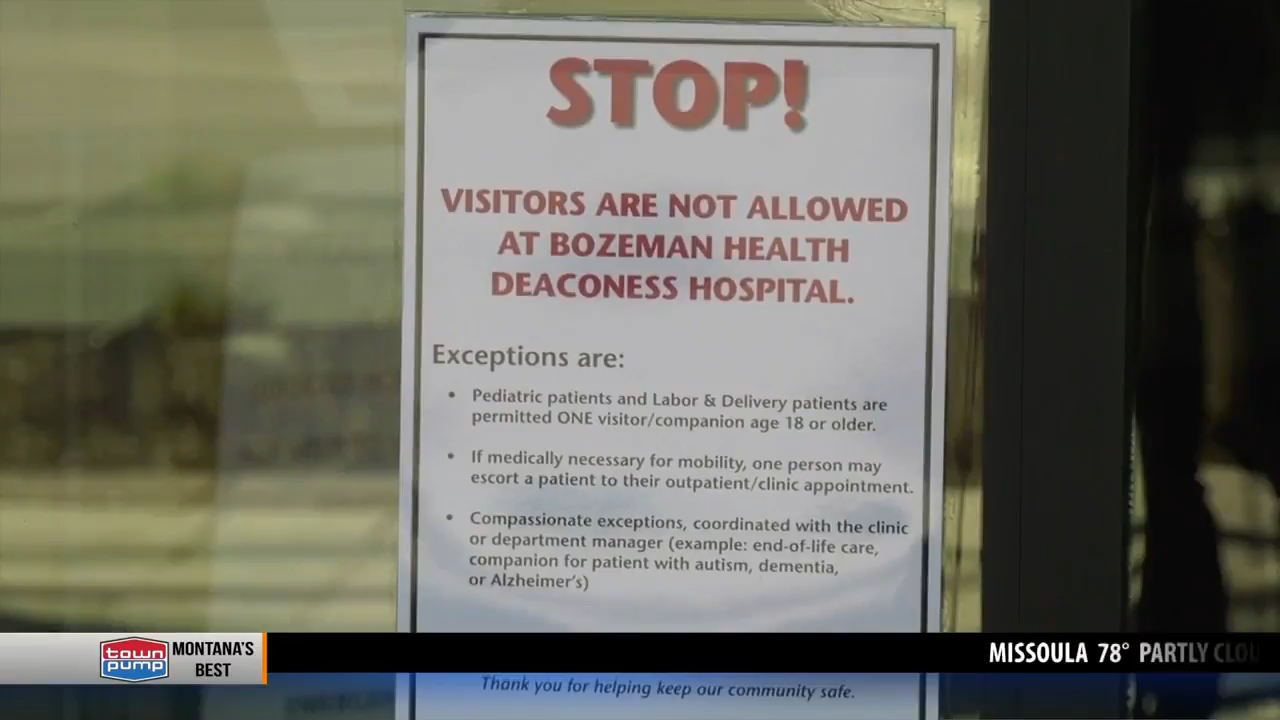 STOP!
VISITORS ARE NOT ALLOWED
AT BOZEMAN HEALTH
DEACONESS HOSPITAL.
Exceptions are:
• Pediatric patients and Labor & Delivery patients are
permitted ONE visitor/companion age 18 or older.
• If medically necessary for mobility, one person may
escort a patient to their outpatient/clinic appointment.
• Compassionate exceptions, coordinated with the clinic
or department manager (example: end-of-life care,
companion for patient with autism, dementia,
or Alzheimer's)
town
pump
MONTANA'S
BEST
MISSOULA 78° PARTLY
Thank you for helping keep our community safe.